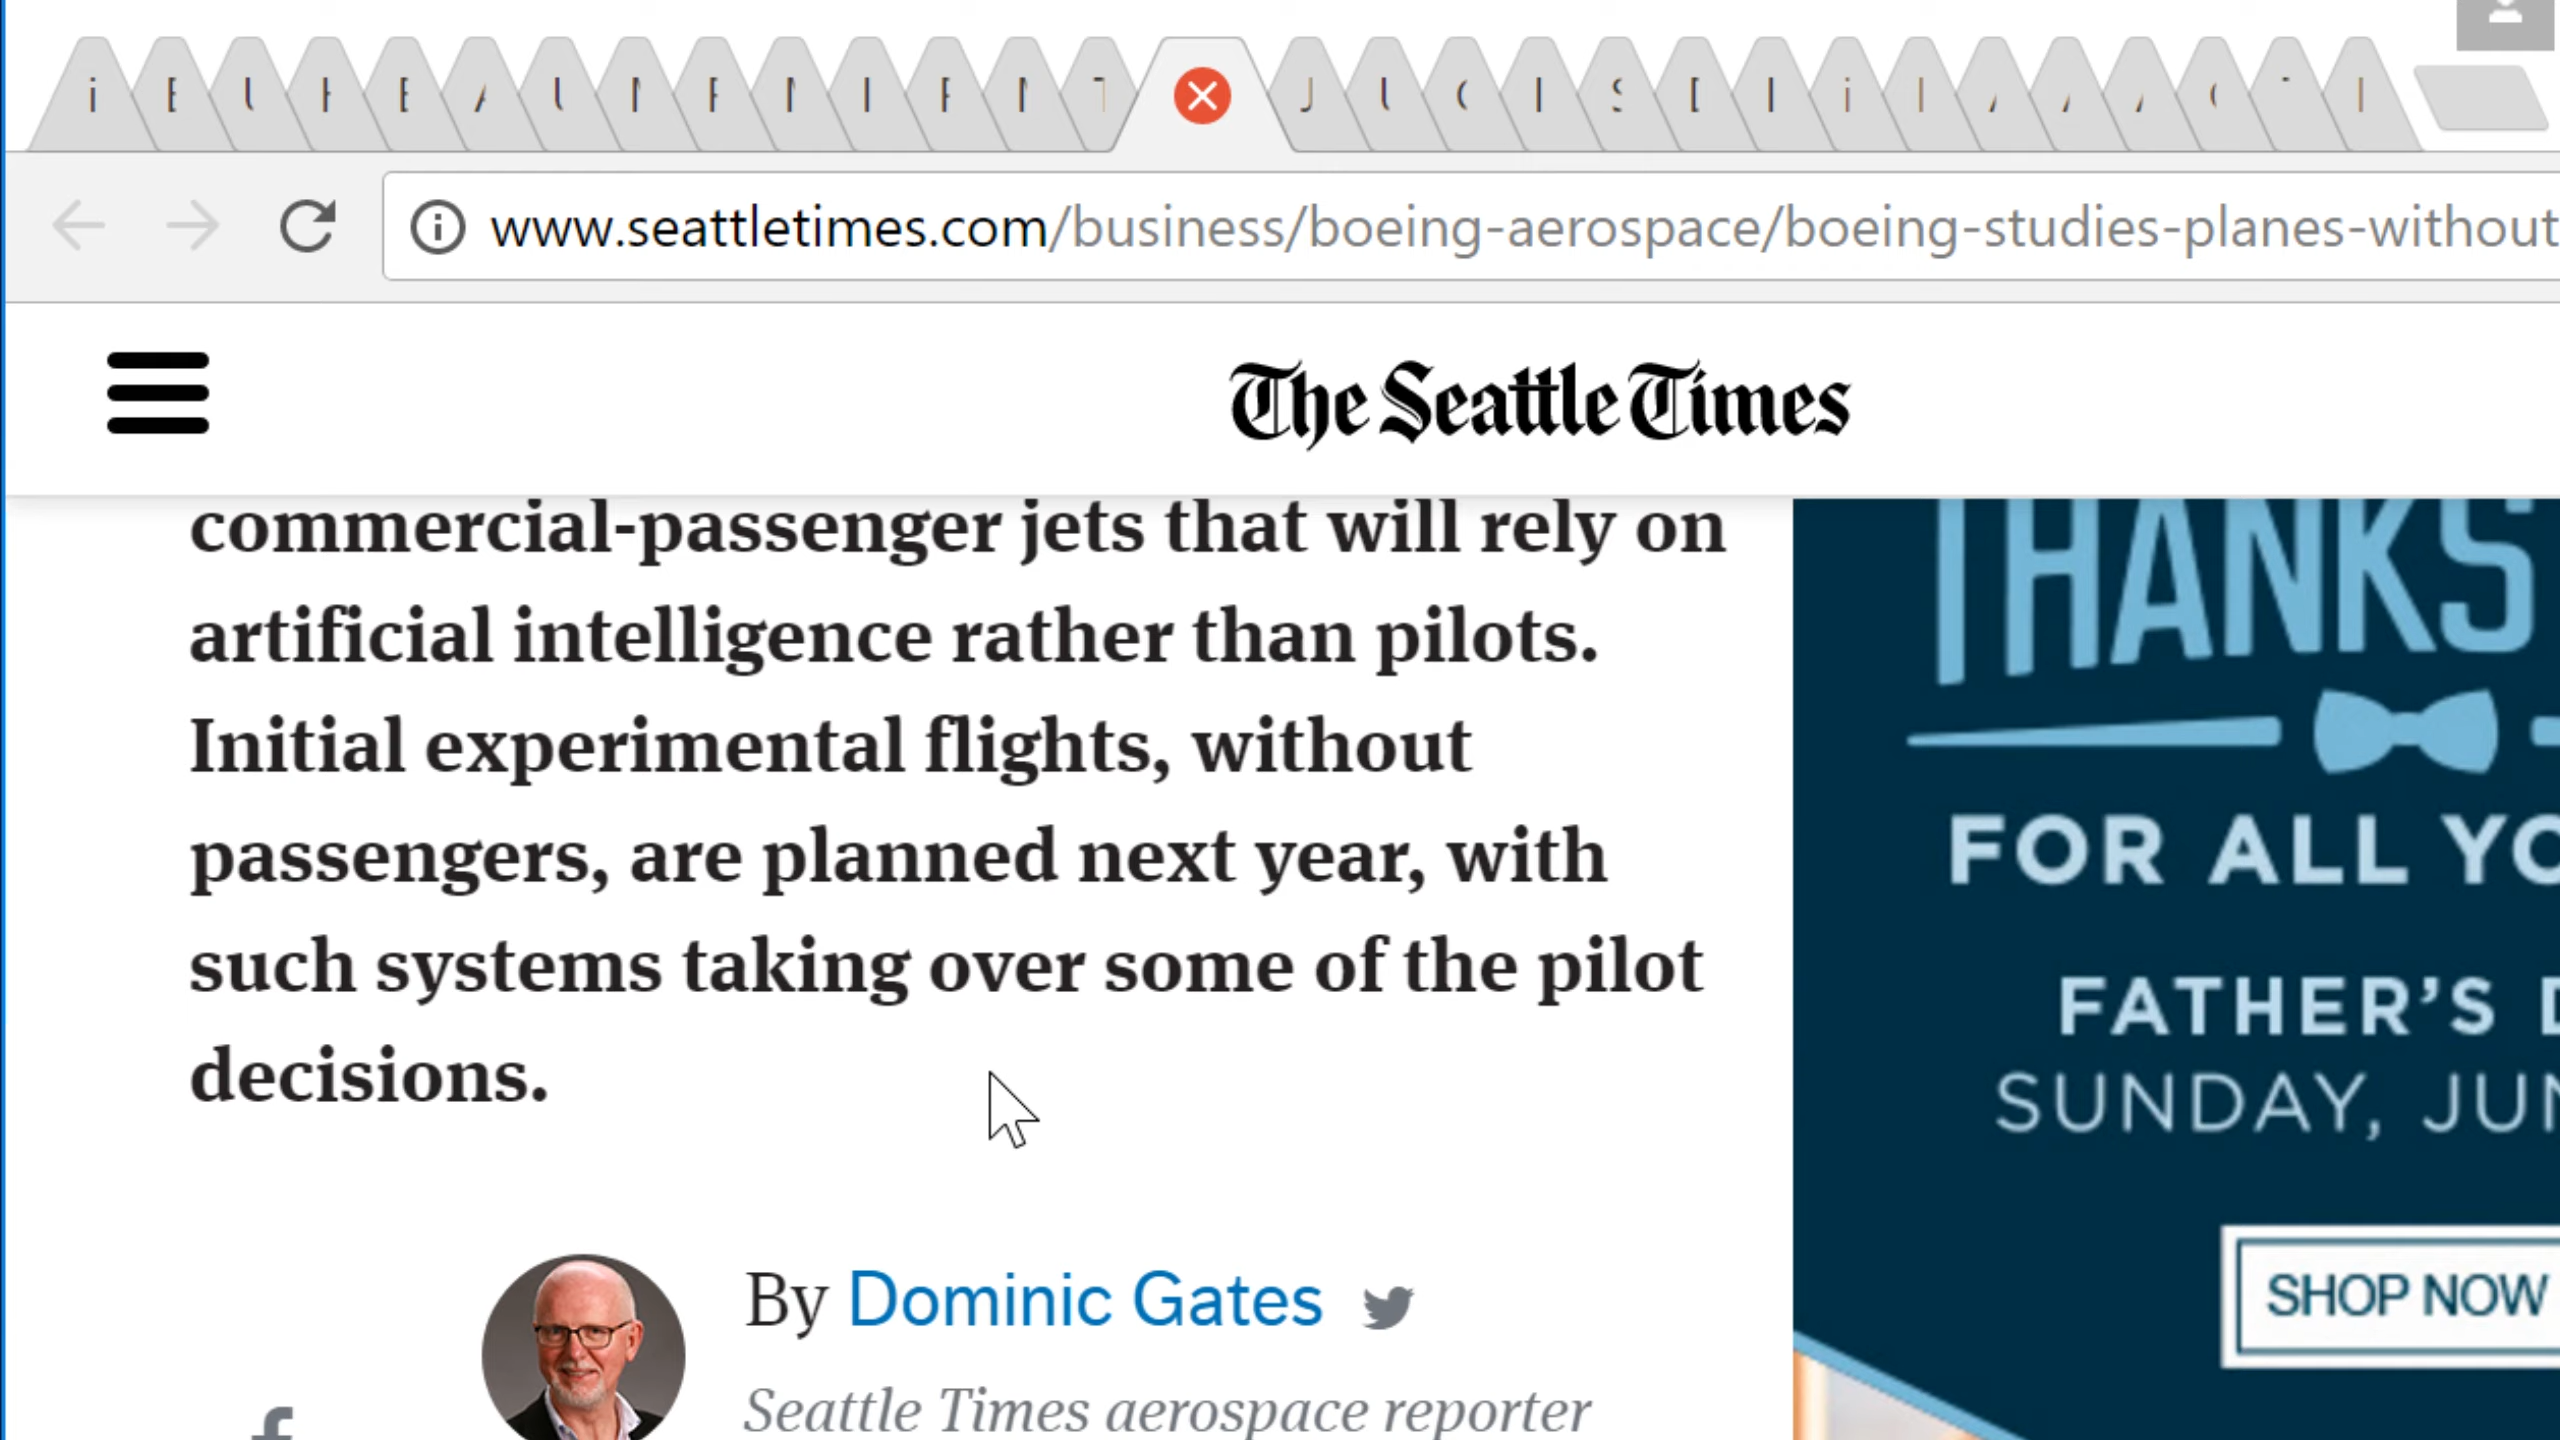 www.seattletimes.com/business/boeing-aerospace/boeing-studies-planes-without
The Seattle Times
commercial-passenger jets that will rely on
artificial intelligence rather than pilots.
Initial experimental flights, without
passengers, are planned next year, with
such systems taking over some of the pilot
decisions.
By Dominic Gates
Seattle Times aerospace reporter
THANKS
FOR ALL
FATHER'S
SUNDAY,
SHOP NOW